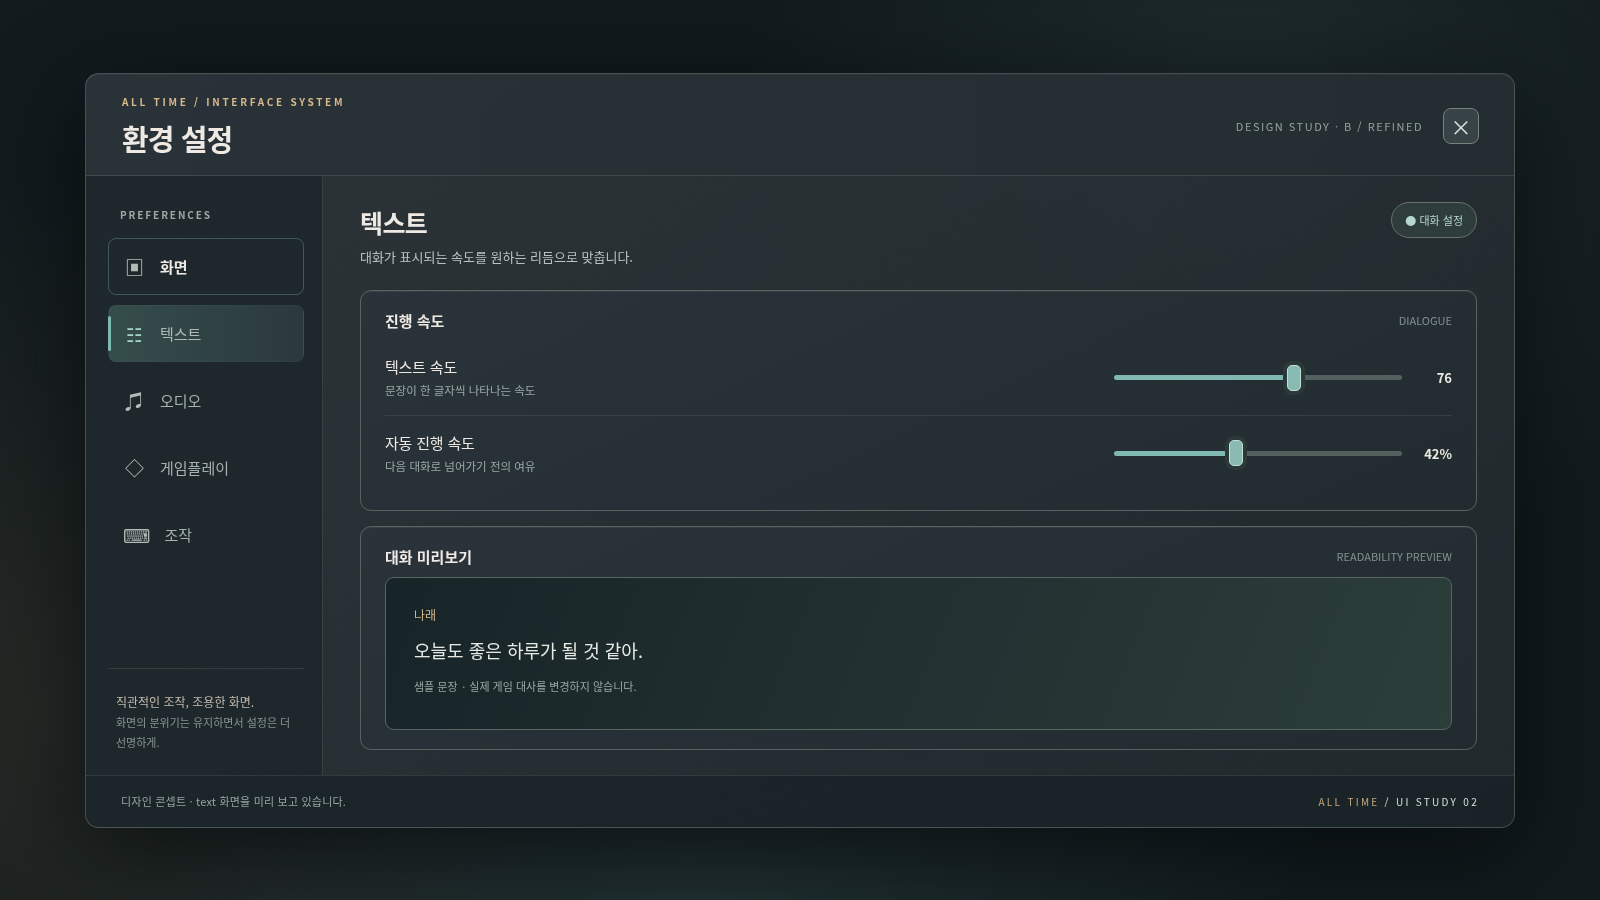 ALL TIME / INTERFACE SYSTEM
환경 설정
DESIGN STUDY · B / REFINED
PREFERENCES
화면
텍스트
오디오
게임플레이
조작
직관적인 조작, 조용한 화면.
화면의 분위기는 유지하면서 설정은 더
선명하게.
텍스트
대화가 표시되는 속도를 원하는 리듬으로 맞춥니다.
대화 설정
진행 속도
DIALOGUE
텍스트 속도
문장이 한 글자씩 나타나는 속도
76
자동 진행 속도
다음 대화로 넘어가기 전의 여유
42%
대화 미리보기
READABILITY PREVIEW
나래
오늘도 좋은 하루가 될 것 같아.
샘플 문장 · 실제 게임 대사를 변경하지 않습니다.
디자인 콘셉트 · text 화면을 미리 보고 있습니다.
ALL TIME / UI STUDY 02